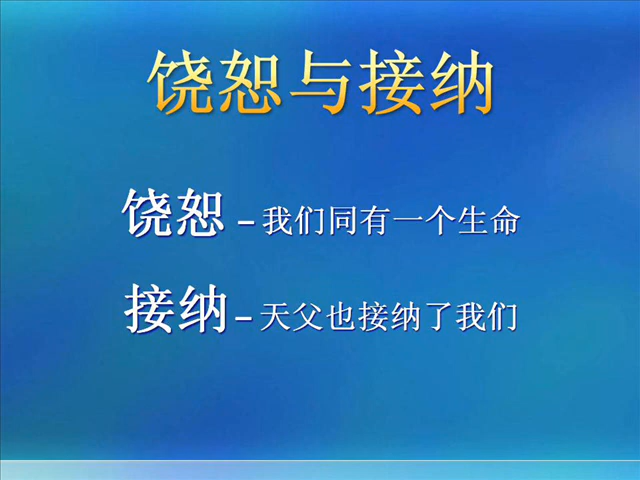 饶恕与接纳
饶恕 – 我们同有一个生命
接纳 – 天父也接纳了我们